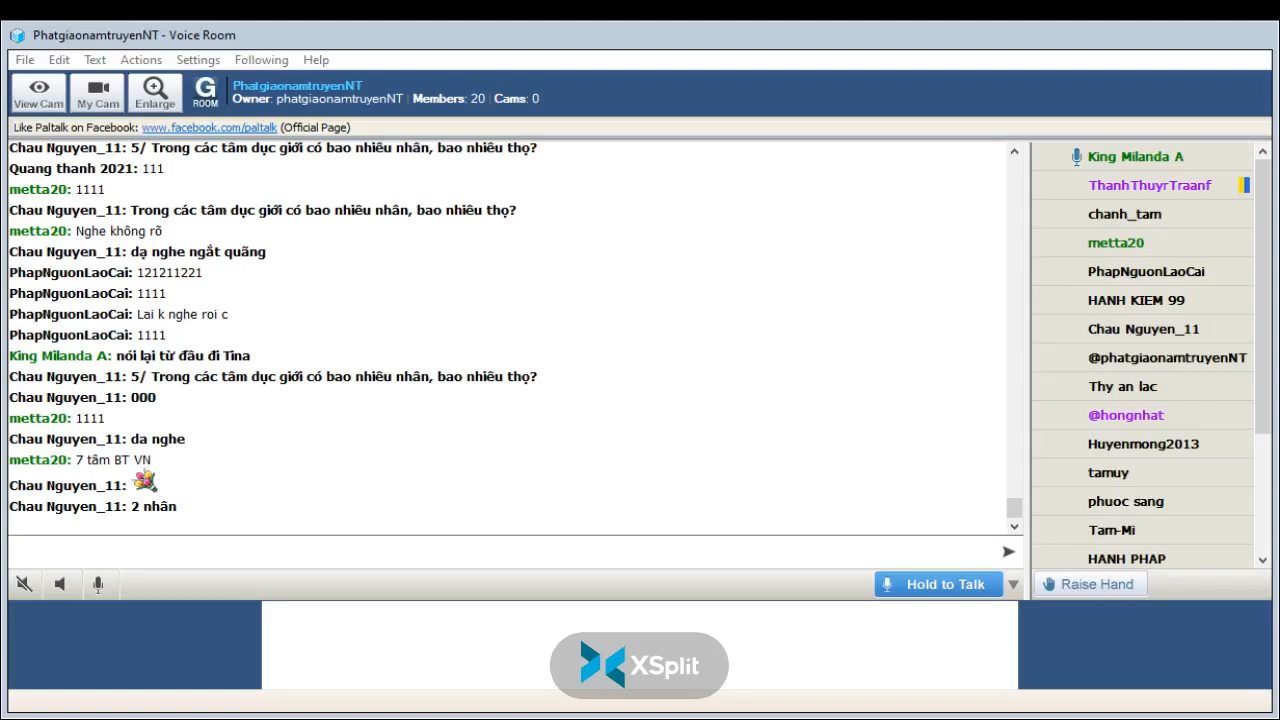 PhatgiaonamtruyenNT - Voice Room
File Edit Text Actions Settings Following Help
View Cam My Cam Enlarge G ROOM
PhatgiaonamtruyenNT
Owner: phatgiaonamtruyenNT | Members: 20 | Cams: 0
Like Paltalk on Facebook: www.facebook.com/paltalk (Official Page)
Chau Nguyen_11: 5/ Trong các tâm dục giới có bao nhiêu nhân, bao nhiêu thọ?
Quang thanh 2021: 111
metta20: 1111
Chau Nguyen_11: Trong các tâm dục giới có bao nhiêu nhân, bao nhiêu thọ?
metta20: Nghe không rõ
Chau Nguyen_11: dạ nghe ngắt quãng
PhapNguonLaoCai: 121211221
PhapNguonLaoCai: 1111
PhapNguonLaoCai: Lai k nghe roi c
PhapNguonLaoCai: 1111
King Milanda A: nói lại từ đầu đi Tina
Chau Nguyen_11: 5/ Trong các tâm dục giới có bao nhiêu nhân, bao nhiêu thọ?
Chau Nguyen_11: 000
metta20: 1111
Chau Nguyen_11: da nghe
metta20: 7 tâm BT VN
Chau Nguyen_11:
Chau Nguyen_11: 2 nhân
King Milanda A
ThanhThuyrTraanf
chanh_tam
metta20
PhapNguonLaoCai
HANH KIEM 99
Chau Nguyen_11
@phatgiaonamtruyenNT
Thy an lac
@hongnhat
Huyenmong2013
tamuy
phuoc sang
Tam-Mi
HANH PHAP
Hold to Talk
Raise Hand
XSplit